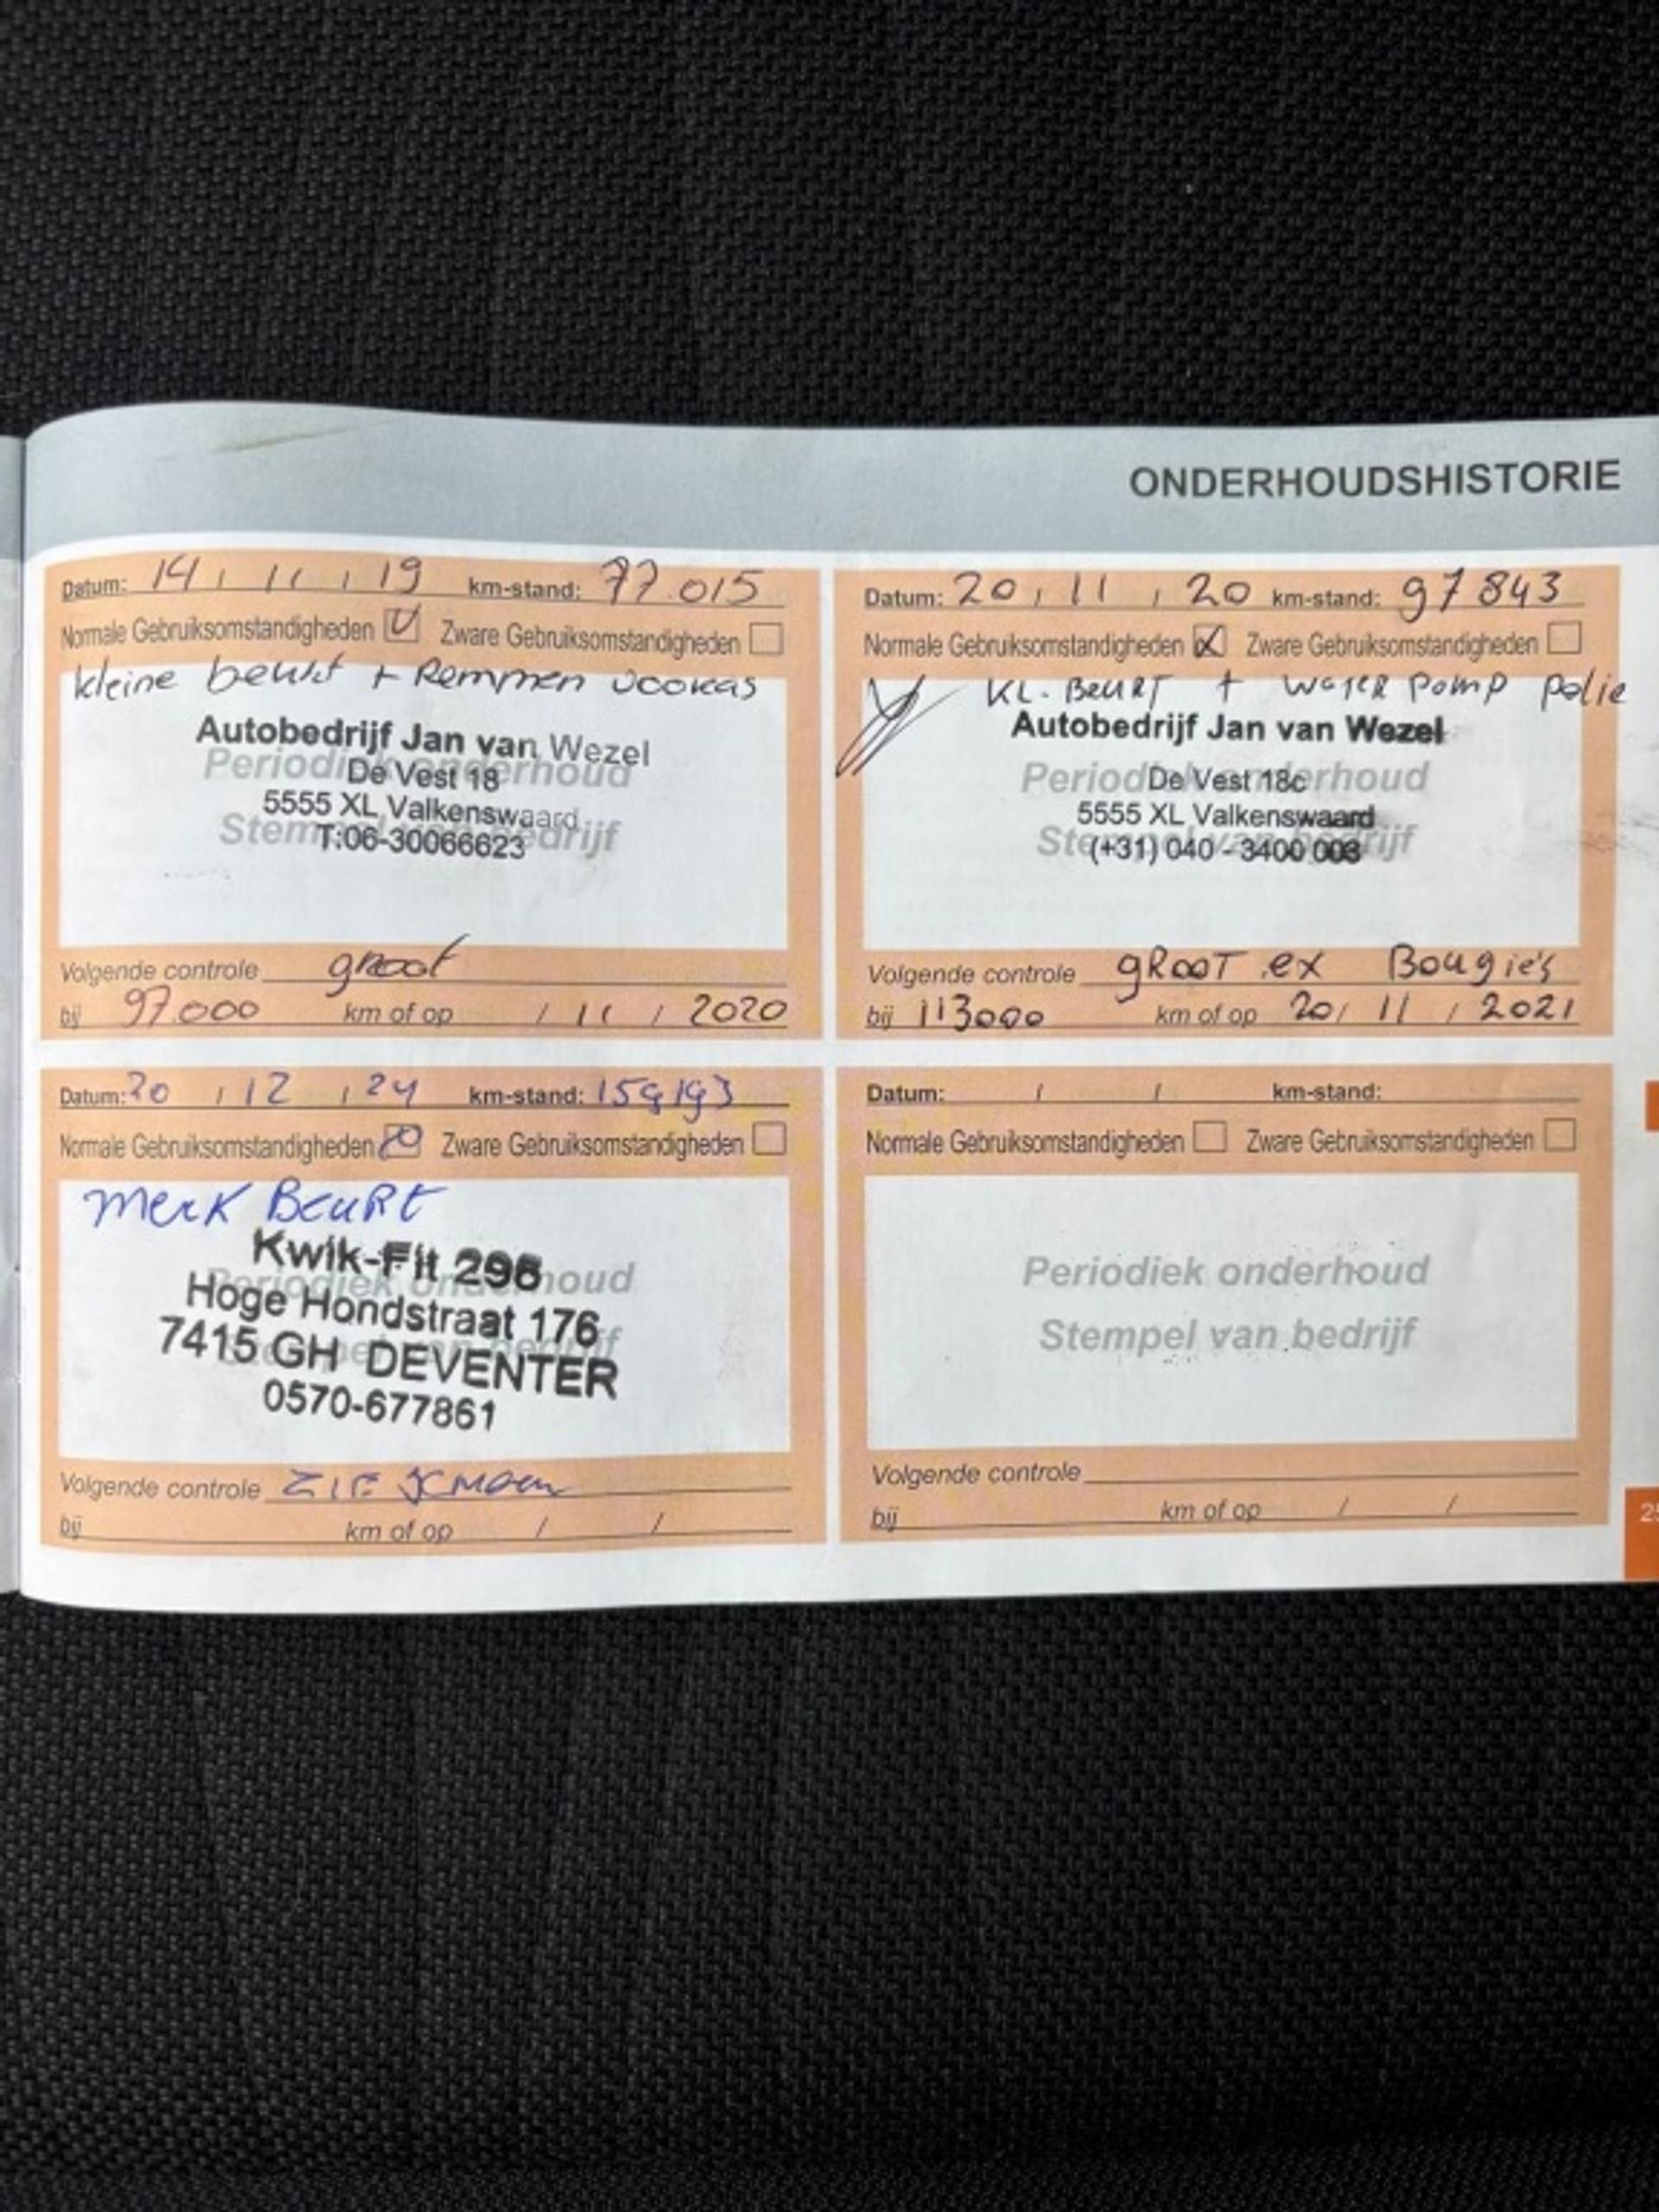 ONDERHOUDSHISTORIE
Datum: 14 / 11 / 19 km-stand: 77.015
Normale Gebruiksomstandigheden Zware Gebruiksomstandigheden
kleine beurt + Remmen vooras
Autobedrijf Jan van Wezel
Periodiek onderhoud
De Vest 18
5555 XL Valkenswaard
Stempel van bedrijf
T:06-30066623
Volgende controle groot
bij 97000 km of op / 11 / 2020
Datum: 20 / 11 / 20 km-stand: 97843
Normale Gebruiksomstandigheden X Zware Gebruiksomstandigheden
KL. BeuRT + WaTeR Pomp polie
Autobedrijf Jan van Wezel
Periodiek onderhoud
De Vest 18c
5555 XL Valkenswaard
Stempel van bedrijf
(+31) 040 - 3400 003
Volgende controle gRooT ex Bougie's
bij 113000 km of op 20 / 11 / 2021
Datum: 20 / 12 / 24 km-stand: 159193
Normale Gebruiksomstandigheden Zware Gebruiksomstandigheden
Merk BeuRt
Kwik-Fit 296
Periodiek onderhoud
Hoge Hondstraat 176
Stempel van bedrijf
7415 GH DEVENTER
0570-677861
Volgende controle ZIE
bij km of op / /
Datum: / / km-stand:
Normale Gebruiksomstandigheden Zware Gebruiksomstandigheden
Periodiek onderhoud
Stempel van bedrijf
Volgende controle
bij km of op / /